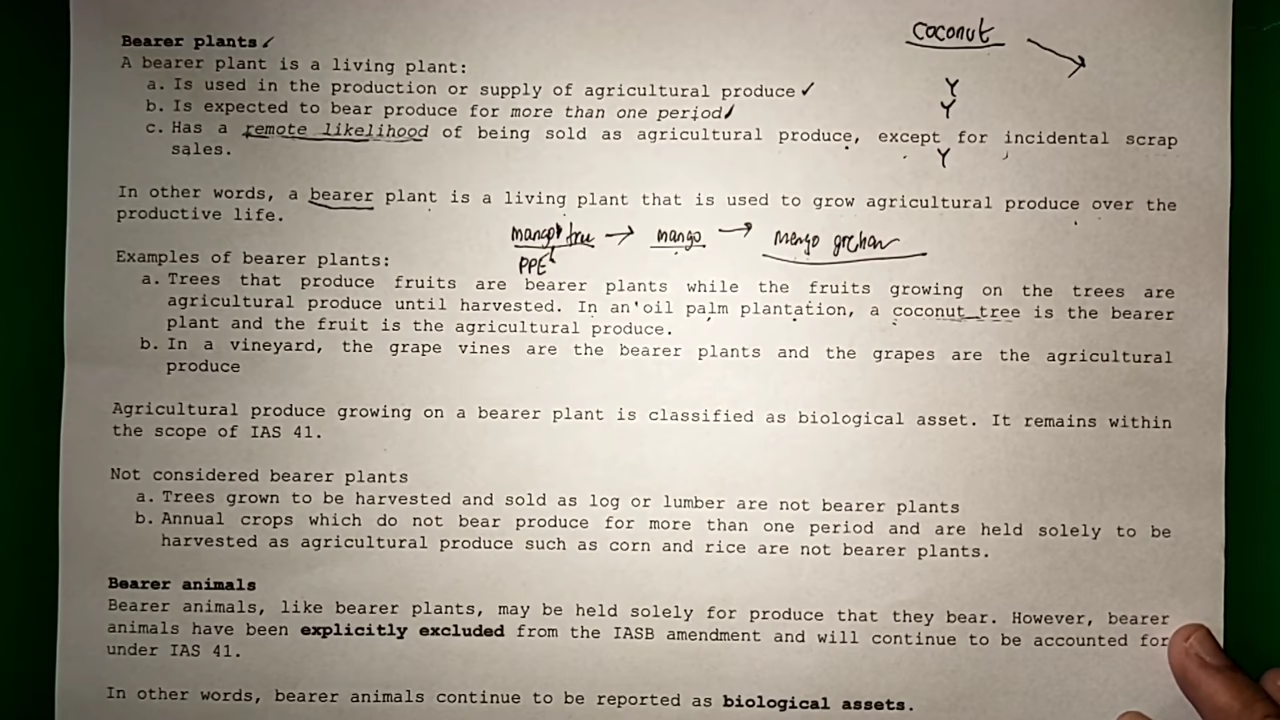 coconut
Bearer plants
A bearer plant is a living plant:
a. Is used in the production or supply of agricultural produce ✓
Y
b. Is expected to bear produce for more than one period
Y
c. Has a remote likelihood of being sold as agricultural produce, except for incidental scrap
sales.
Y
In other words, a bearer plant is a living plant that is used to grow agricultural produce over the
productive life.
tree → mango → mango
PPE
Examples of bearer plants:
a. Trees that produce fruits are bearer plants while the fruits growing on the trees are
agricultural produce until harvested. In an oil palm plantation, a coconut tree is the bearer
plant and the fruit is the agricultural produce.
b. In a vineyard, the grape vines are the bearer plants and the grapes are the agricultural
produce
Agricultural produce growing on a bearer plant is classified as biological asset. It remains within
the scope of IAS 41.
Not considered bearer plants
a. Trees grown to be harvested and sold as log or lumber are not bearer plants
b. Annual crops which do not bear produce for more than one period and are held solely to be
harvested as agricultural produce such as corn and rice are not bearer plants.
Bearer animals
Bearer animals, like bearer plants, may be held solely for produce that they bear. However, bearer
animals have been explicitly excluded from the IASB amendment and will continue to be accounted for
under IAS 41.
In other words, bearer animals continue to be reported as biological assets.